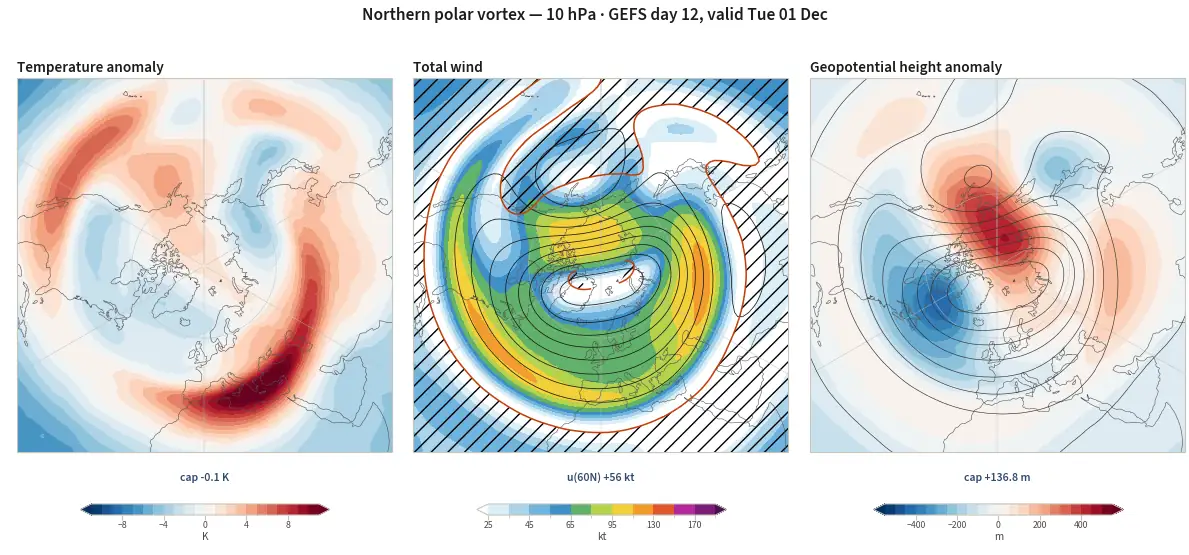 Northern polar vortex — 10 hPa · GEFS day 12, valid Tue 01 Dec
Temperature anomaly
Total wind
Geopotential height anomaly
cap -0.1 K
u(60N) +56 kt
cap +136.8 m
−8 −4 0 4 8
K
25 45 65 95 130 170
kt
−400 −200 0 200 400
m